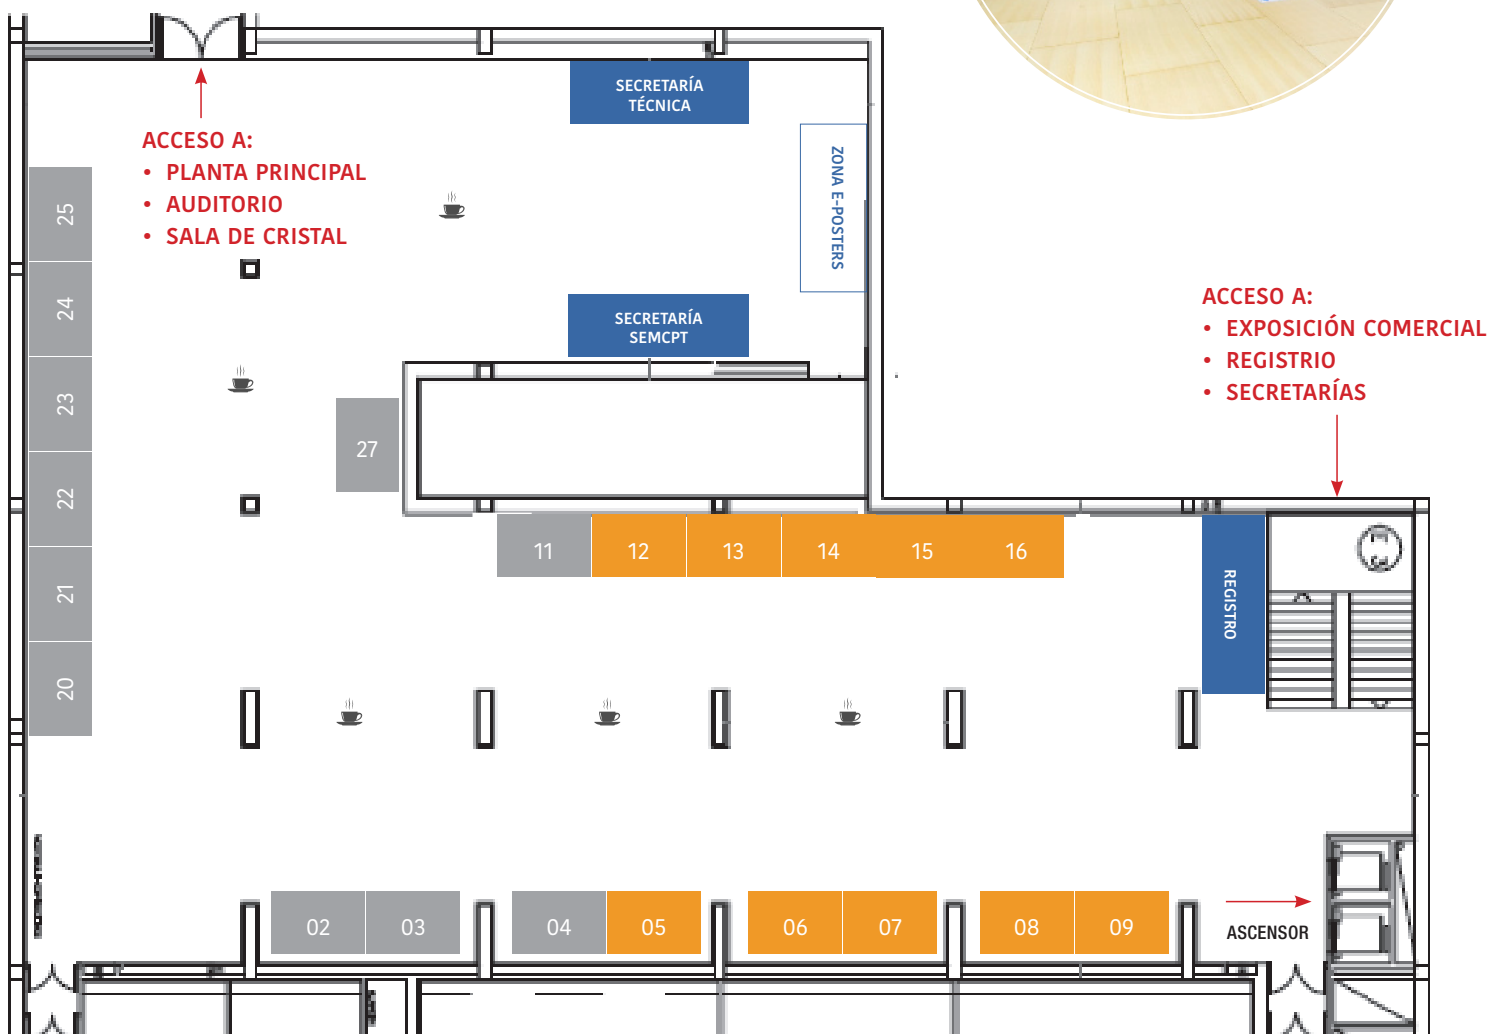 SECRETARÍA
TÉCNICA
ACCESO A:
• PLANTA PRINCIPAL
• AUDITORIO
• SALA DE CRISTAL
ZONA E-POSTERS
25
24
23
22
21
20
SECRETARÍA
SEMCPT
ACCESO A:
• EXPOSICIÓN COMERCIAL
• REGISTRIO
• SECRETARÍAS
27
11
12
13
14
15
16
REGISTRO
02
03
04
05
06
07
08
09
ASCENSOR